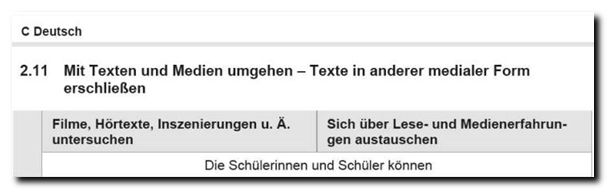 C Deutsch
2.11 Mit Texten und Medien umgehen – Texte in anderer medialer Form
erschließen
Filme, Hörtexte, Inszenierungen u. Ä.
untersuchen
Sich über Lese- und Medienerfahrun-
gen austauschen
Die Schülerinnen und Schüler können